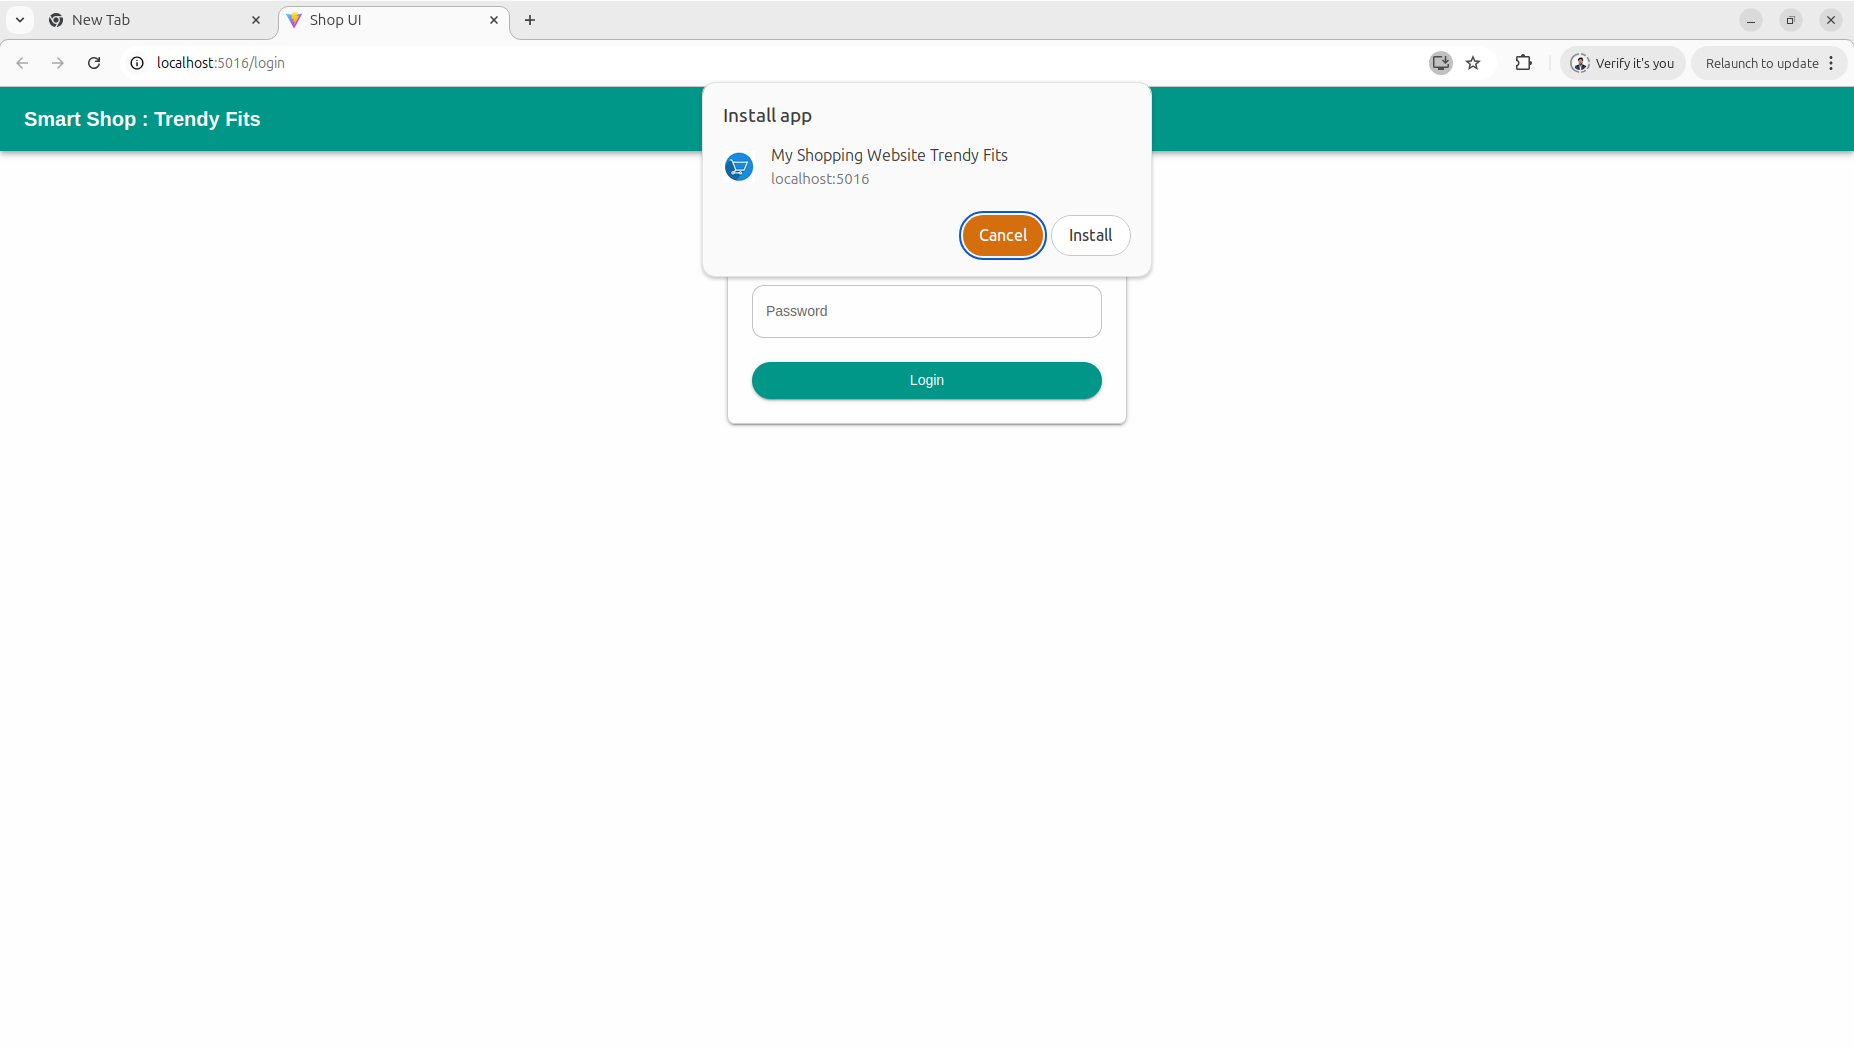 New Tab
Shop UI
localhost:5016/login
Verify it's you
Relaunch to update
Smart Shop : Trendy Fits
Install app
My Shopping Website Trendy Fits
localhost:5016
Cancel
Install
Password
Login